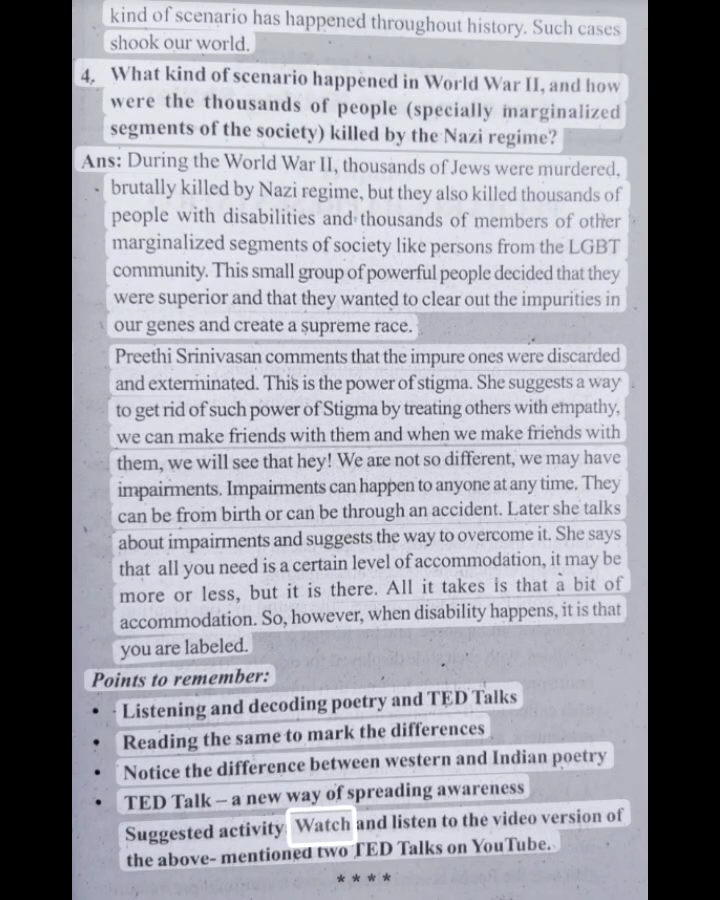 kind of scenario has happened throughout history. Such cases
shook our world.
4. What kind of scenario happened in World War II, and how
were the thousands of people (specially marginalized
segments of the society) killed by the Nazi regime?
Ans: During the World War II, thousands of Jews were murdered,
brutally killed by Nazi regime, but they also killed thousands of
people with disabilities and thousands of members of other
marginalized segments of society like persons from the LGBT
community. This small group of powerful people decided that they
were superior and that they wanted to clear out the impurities in
our genes and create a supreme race.
Preethi Srinivasan comments that the impure ones were discarded
and exterminated. This is the power of stigma. She suggests a way
to get rid of such power of Stigma by treating others with empathy,
we can make friends with them and when we make friends with
them, we will see that hey! We are not so different, we may have
impairments. Impairments can happen to anyone at any time. They
can be from birth or can be through an accident. Later she talks
about impairments and suggests the way to overcome it. She says
that all you need is a certain level of accommodation, it may be
more or less, but it is there. All it takes is that a bit of
accommodation. So, however, when disability happens, it is that
you are labeled.
Points to remember:
• Listening and decoding poetry and TED Talks
• Reading the same to mark the differences
• Notice the difference between western and Indian poetry
• TED Talk – a new way of spreading awareness
Suggested activity Watch and listen to the video version of
the above- mentioned two TED Talks on YouTube.
* * * *